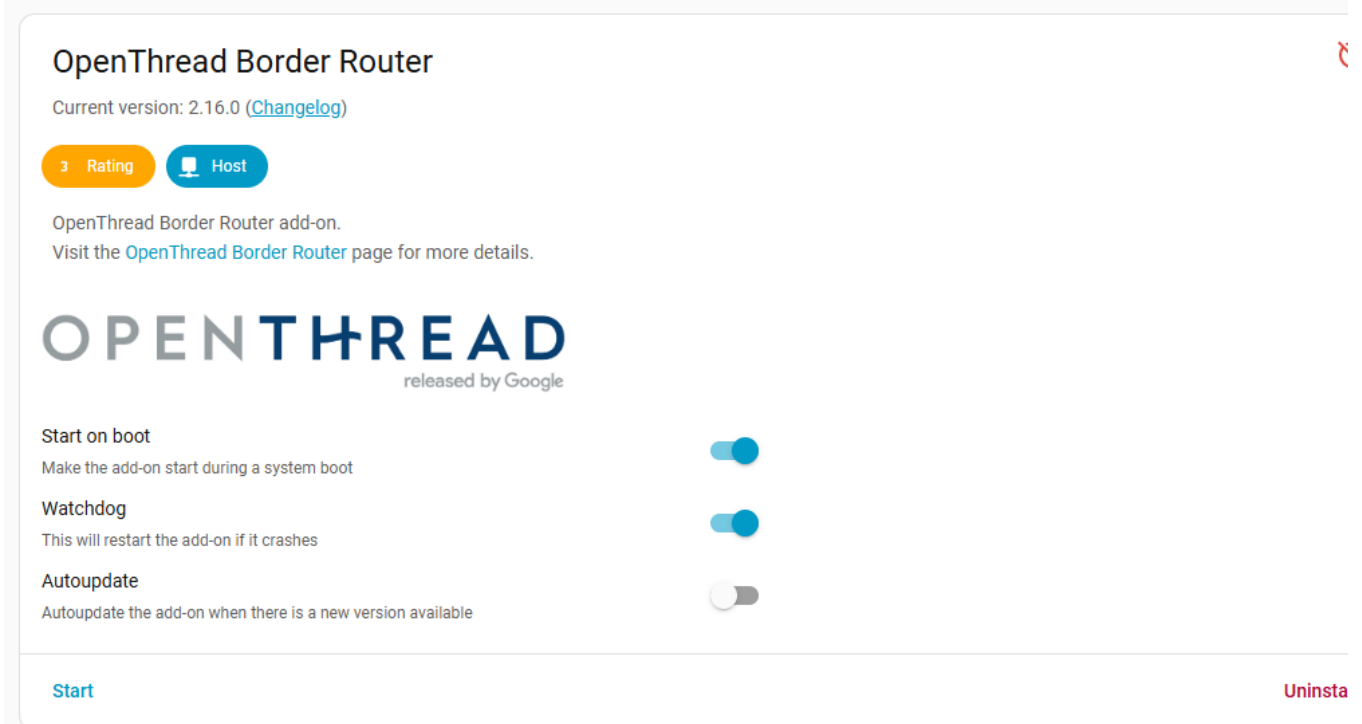 OpenThread Border Router
Current version: 2.16.0 (Changelog)
3 Rating Host
OpenThread Border Router add-on.
Visit the OpenThread Border Router page for more details.
OPENTHREAD
released by Google
Start on boot
Make the add-on start during a system boot
Watchdog
This will restart the add-on if it crashes
Autoupdate
Autoupdate the add-on when there is a new version available
Start Uninsta